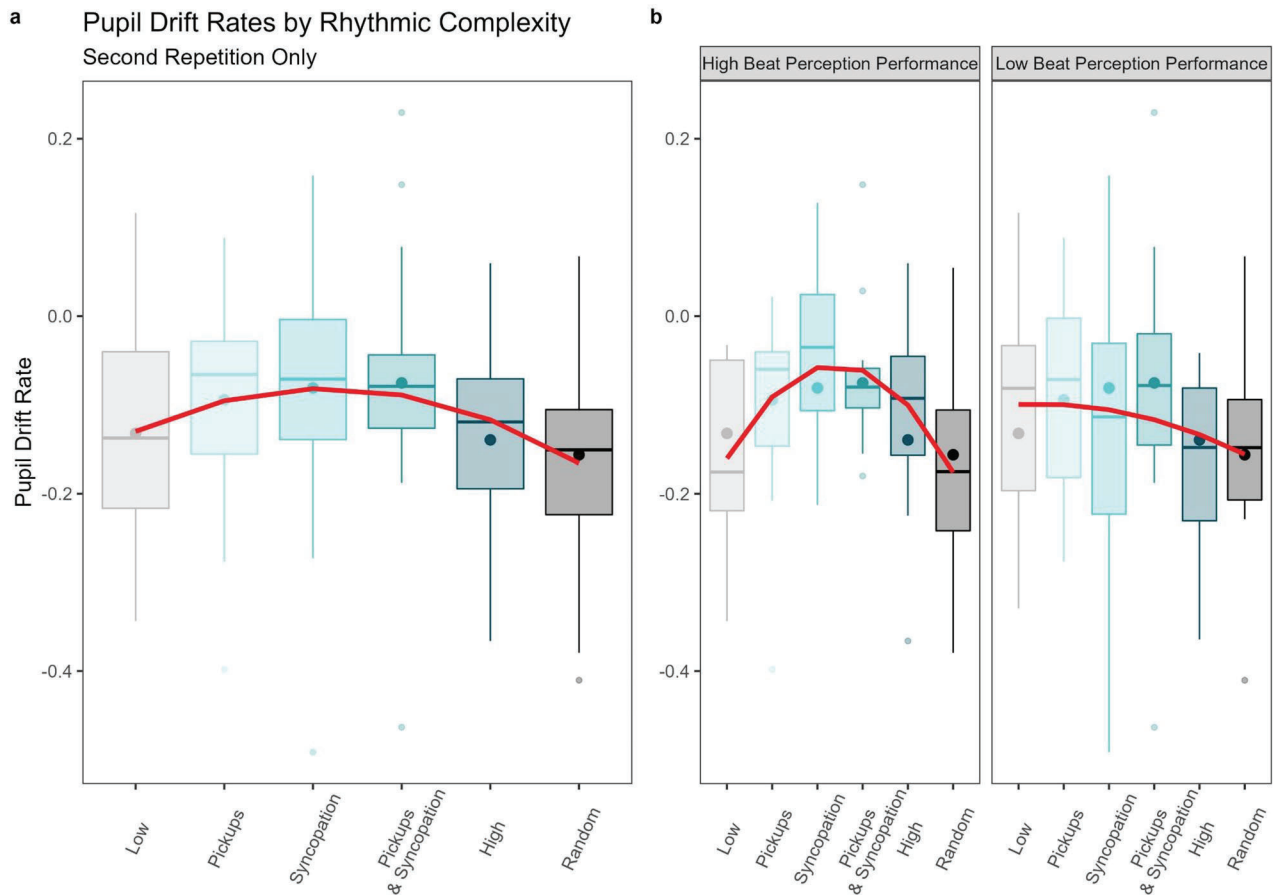 a
Pupil Drift Rates by Rhythmic Complexity
Second Repetition Only
b
High Beat Perception Performance
Low Beat Perception Performance
Pupil Drift Rate
0.2
0.0
-0.2
-0.4
Low
Pickups
Syncopation
Pickups
& Syncopation
High
Random
Low
Pickups
Syncopation
Pickups
& Syncopation
High
Random
Low
Pickups
Syncopation
Pickups
& Syncopation
High
Random
0.2
0.0
-0.2
-0.4